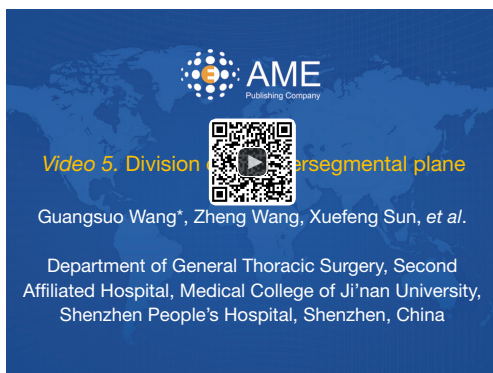 AME
Publishing Company
Video 5. Division ersegmental plane
Guangsuo Wang*, Zheng Wang, Xuefeng Sun, et al.
Department of General Thoracic Surgery, Second
Affiliated Hospital, Medical College of Ji’nan University,
Shenzhen People’s Hospital, Shenzhen, China